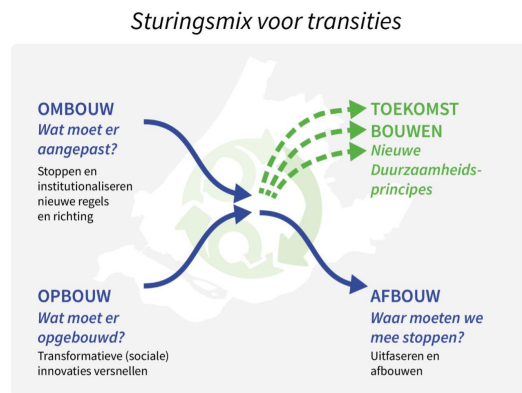 Sturingsmix voor transities
OMBOUW
Wat moet er
aangepast?
Stoppen en
institutionaliseren
nieuwe regels
en richting
TOEKOMST
BOUWEN
Nieuwe
Duurzaamheids-
principes
OPBOUW
Wat moet er
opgebouwd?
Transformatieve (sociale)
innovaties versnellen
AFBOUW
Waar moeten we
mee stoppen?
Uitfaseren en
afbouwen